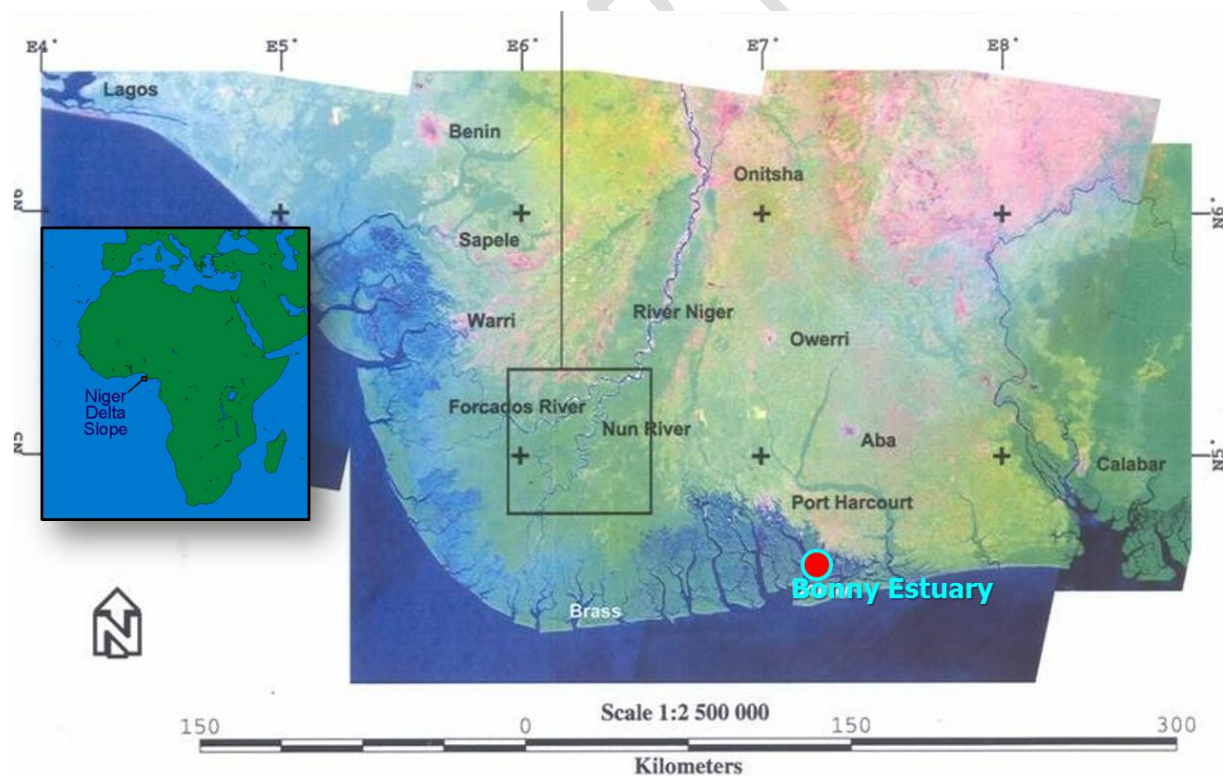 E4° E5° E6° E7° E8°
Lagos
Benin
Onitsha
N6° N6°
Sapele
River Niger
Warri
Owerri
Niger
Delta
Slope
Forcados River
Nun River
Aba
N5° N5°
Calabar
Port Harcourt
Bonny Estuary
Brass
N
Scale 1:2 500 000
150 0 150 300
Kilometers